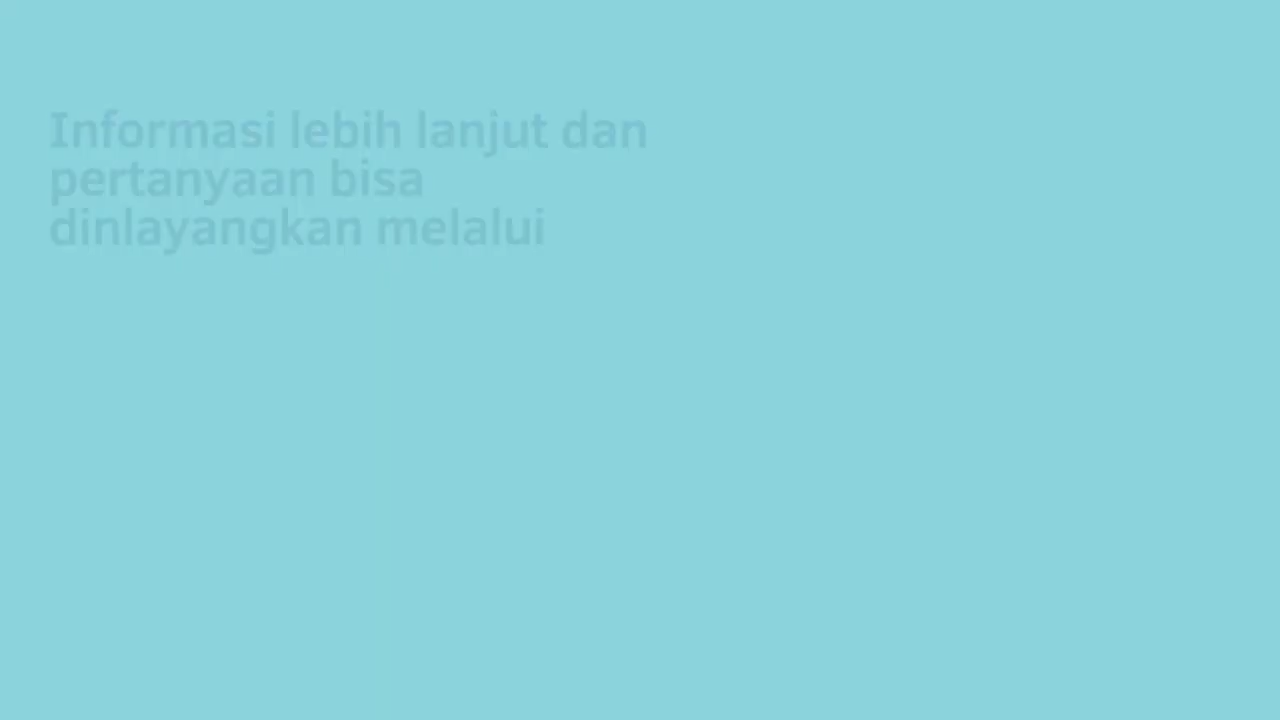 Informasi lebih lanjut dan
pertanyaan bisa
dinlayangkan melalui